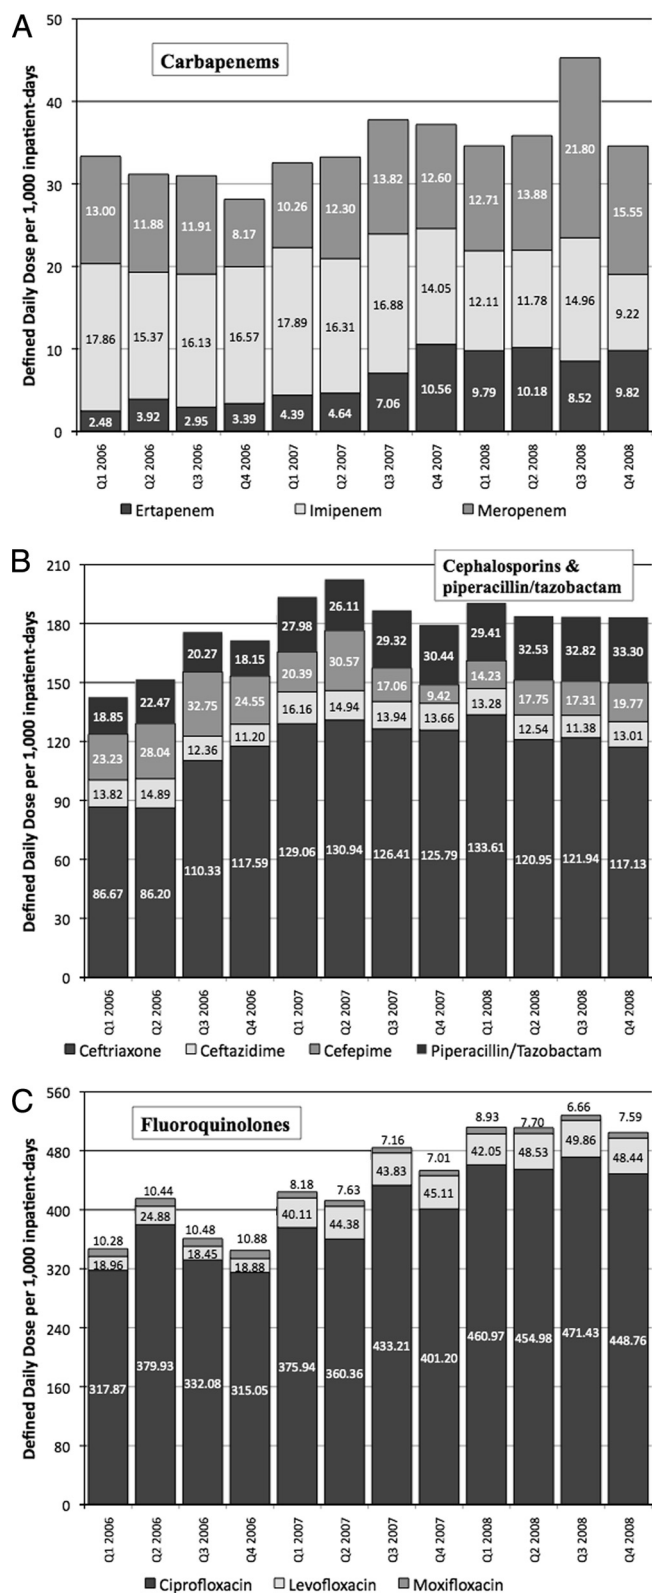 A
Carbapenems
Defined Daily Dose per 1,000 inpatient-days
50
40
30
20
10
0
13.00 11.88 11.91 8.17 10.26 12.30 13.82 12.60 12.71 13.88 21.80 15.55
17.86 15.37 16.13 16.57 17.89 16.31 16.88 14.05 12.11 11.78 14.96 9.22
2.48 3.92 2.95 3.39 4.39 4.64 7.06 10.56 9.79 10.18 8.52 9.82
Q1 2006 Q2 2006 Q3 2006 Q4 2006 Q1 2007 Q2 2007 Q3 2007 Q4 2007 Q1 2008 Q2 2008 Q3 2008 Q4 2008
Ertapenem Imipenem Meropenem
B
Cephalosporins &
piperacillin/tazobactam
Defined Daily Dose per 1,000 inpatient-days
210
180
150
120
90
60
30
0
18.85 22.47 20.27 18.15 27.98 26.11 29.32 30.44 29.41 32.53 32.82 33.30
23.23 28.04 32.75 24.55 20.39 30.57 17.06 9.42 14.23 17.75 17.31 19.77
13.82 14.89 12.36 11.20 16.16 14.94 13.94 13.66 13.28 12.54 11.38 13.01
86.67 86.20 110.33 117.59 129.06 130.94 126.41 125.79 133.61 120.95 121.94 117.13
Q1 2006 Q2 2006 Q3 2006 Q4 2006 Q1 2007 Q2 2007 Q3 2007 Q4 2007 Q1 2008 Q2 2008 Q3 2008 Q4 2008
Ceftriaxone Ceftazidime Cefepime Piperacillin/Tazobactam
C
Fluoroquinolones
Defined Daily Dose per 1,000 inpatient-days
560
480
400
320
240
160
80
0
10.28 10.44 10.48 10.88 8.18 7.63 7.16 7.01 8.93 7.70 6.66 7.59
18.96 24.88 18.45 18.88 40.11 44.38 43.83 45.11 42.05 48.53 49.86 48.44
317.87 379.93 332.08 315.05 375.94 360.36 433.21 401.20 460.97 454.98 471.43 448.76
Q1 2006 Q2 2006 Q3 2006 Q4 2006 Q1 2007 Q2 2007 Q3 2007 Q4 2007 Q1 2008 Q2 2008 Q3 2008 Q4 2008
Ciprofloxacin Levofloxacin Moxifloxacin